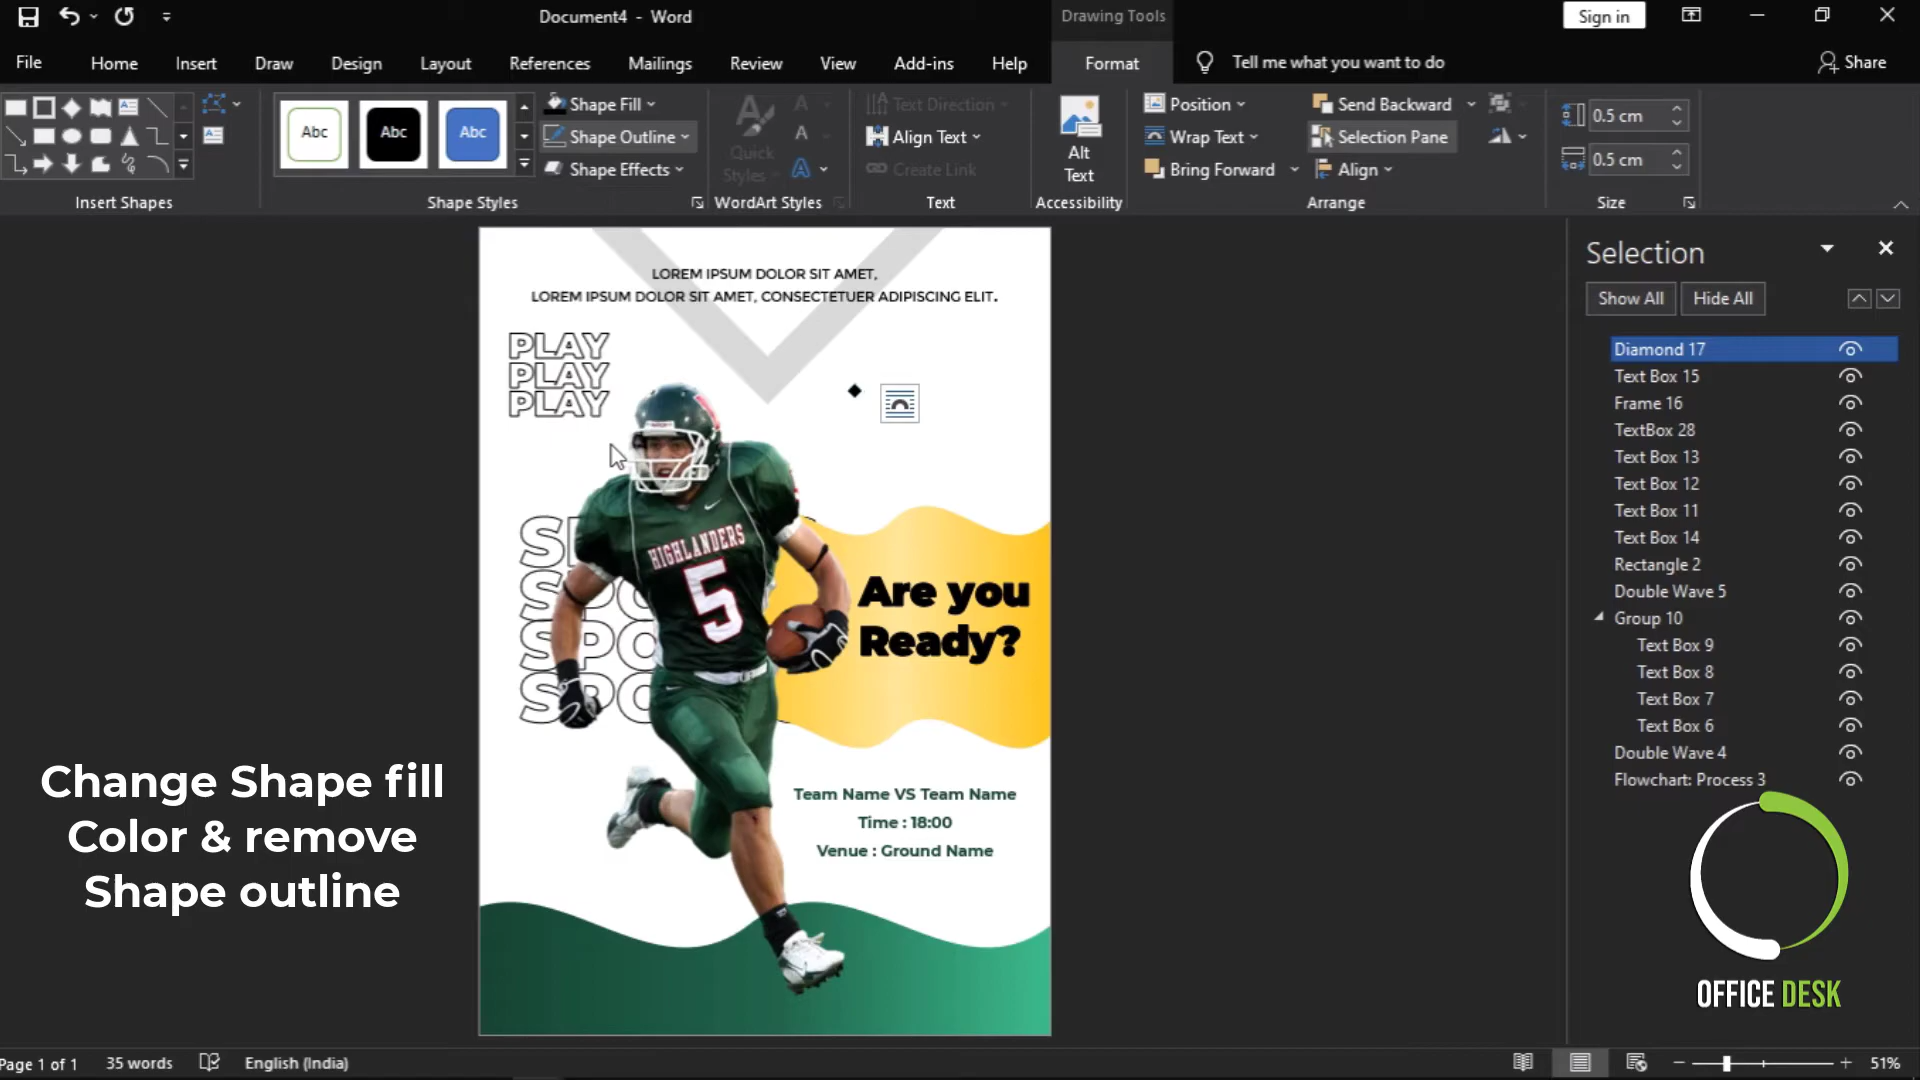 Document4 - Word
Drawing Tools
Sign in
File
Home
Insert
Draw
Design
Layout
References
Mailings
Review
View
Add-ins
Help
Format
Tell me what you want to do
Share
Abc
Abc
Abc
Shape Fill
Shape Outline
Shape Effects
Quick
Styles
Text Direction
Align Text
Create Link
Alt
Text
Position
Wrap Text
Bring Forward
Send Backward
Selection Pane
Align
0.5 cm
0.5 cm
Insert Shapes
Shape Styles
WordArt Styles
Text
Accessibility
Arrange
Size
LOREM IPSUM DOLOR SIT AMET,
LOREM IPSUM DOLOR SIT AMET, CONSECTETUER ADIPISCING ELIT.
PLAY
PLAY
PLAY
HIGHLANDERS
5
SP
SPO
SPO
SPO
Are you
Ready?
Team Name VS Team Name
Time : 18:00
Venue : Ground Name
Change Shape fill
Color & remove
Shape outline
Selection
Show All
Hide All
Diamond 17
Text Box 15
Frame 16
TextBox 28
Text Box 13
Text Box 12
Text Box 11
Text Box 14
Rectangle 2
Double Wave 5
Group 10
Text Box 9
Text Box 8
Text Box 7
Text Box 6
Double Wave 4
Flowchart: Process 3
OFFICE DESK
Page 1 of 1
35 words
English (India)
51%